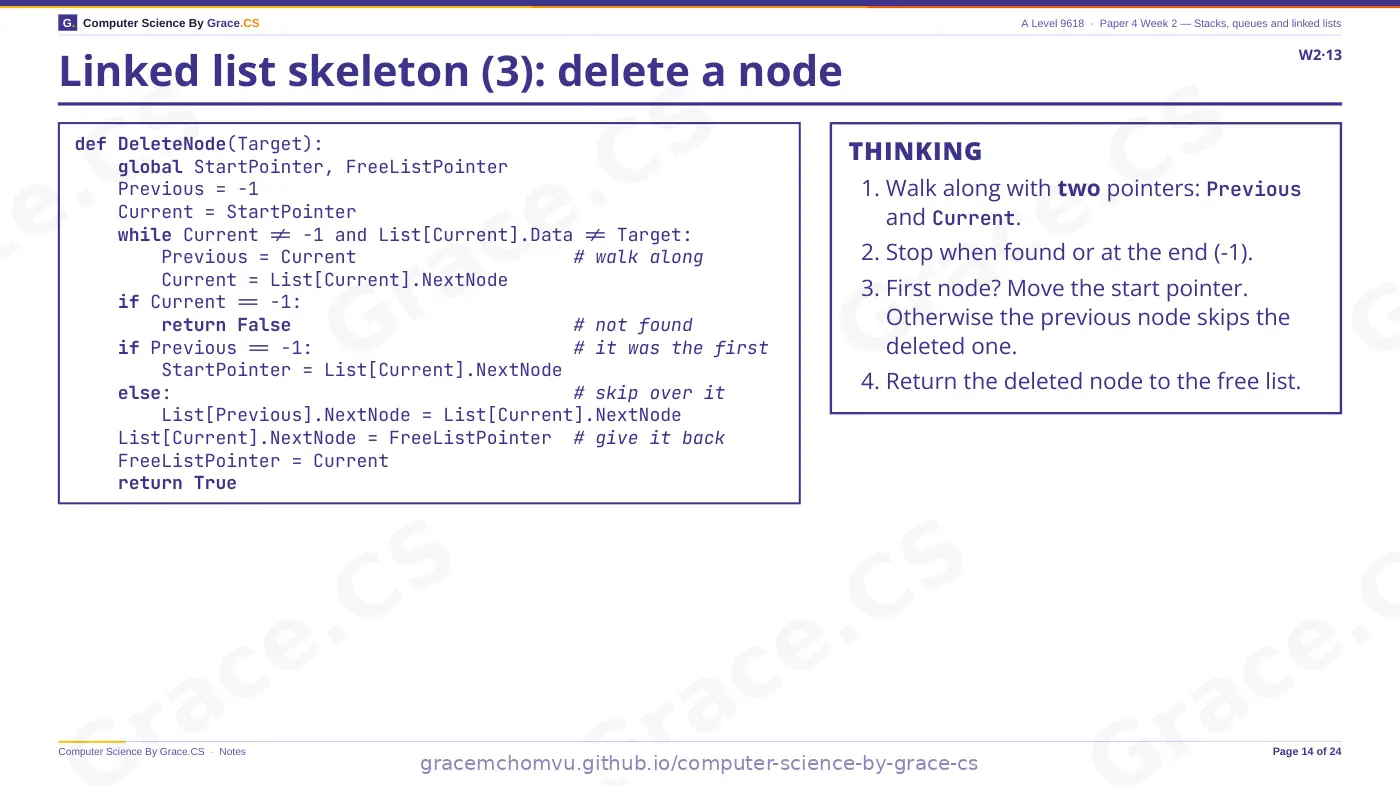 G. Computer Science By Grace.CS
A Level 9618 · Paper 4 Week 2 — Stacks, queues and linked lists
Linked list skeleton (3): delete a node
W2·13
def DeleteNode(Target):
    global StartPointer, FreeListPointer
    Previous = -1
    Current = StartPointer
    while Current != -1 and List[Current].Data != Target:
        Previous = Current                    # walk along
        Current = List[Current].NextNode
    if Current == -1:
        return False                          # not found
    if Previous == -1:                        # it was the first
        StartPointer = List[Current].NextNode
    else:                                     # skip over it
        List[Previous].NextNode = List[Current].NextNode
    List[Current].NextNode = FreeListPointer  # give it back
    FreeListPointer = Current
    return True
THINKING
1. Walk along with two pointers: Previous
and Current.
2. Stop when found or at the end (-1).
3. First node? Move the start pointer.
Otherwise the previous node skips the
deleted one.
4. Return the deleted node to the free list.
Computer Science By Grace.CS · Notes
gracemchomvu.github.io/computer-science-by-grace-cs
Page 14 of 24